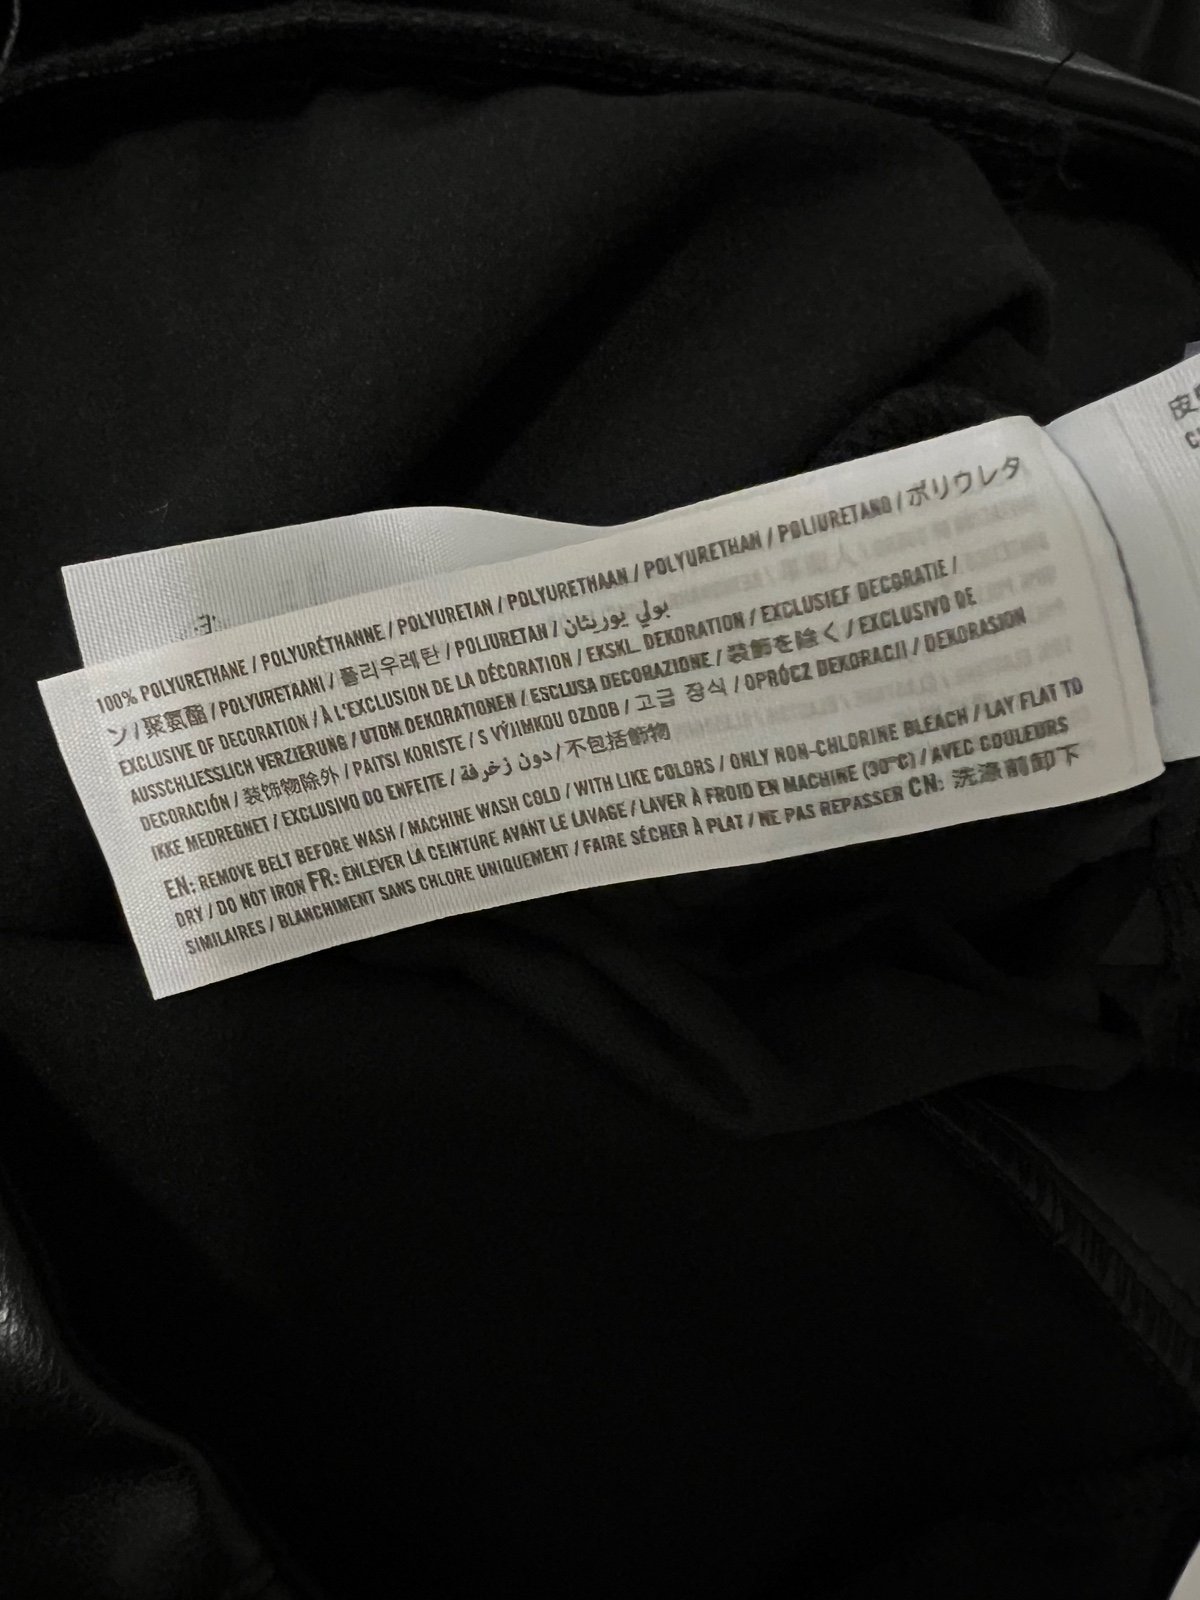 100% POLYURETHANE / POLYURÉTHANNE / POLYURETAN / POLYURETHAAN / POLYURETHAN / POLIURETANO / ポリウレタ
ン / 聚氨酯 / POLYURETAANI / 폴리우레탄 / POLIURETAN / بولي يوريثان
EXCLUSIVE OF DECORATION / À L'EXCLUSION DE LA DÉCORATION / EKSKL. DEKORATION / EXCLUSIEF DECORATIE /
AUSSCHLIESSLICH VERZIERUNG / UTOM DEKORATIONEN / ESCLUSA DECORAZIONE / 装飾を除く / EXCLUSIVO DE
DECORACIÓN / 装饰物除外 / PAITSI KORISTE / S VÝJIMKOU OZDOB / 고급 장식 / OPRÓCZ DEKORACJI / DEKORASJON
IKKE MEDREGNET / EXCLUSIVO DO ENFEITE / دون زخرفة / 不包括飾物
EN: REMOVE BELT BEFORE WASH / MACHINE WASH COLD / WITH LIKE COLORS / ONLY NON-CHLORINE BLEACH / LAY FLAT TO
DRY / DO NOT IRON FR: ENLEVER LA CEINTURE AVANT LE LAVAGE / LAVER À FROID EN MACHINE (30°C) / AVEC COULEURS
SIMILAIRES / BLANCHIMENT SANS CHLORE UNIQUEMENT / FAIRE SÉCHER À PLAT / NE PAS REPASSER CN: 洗涤前卸下